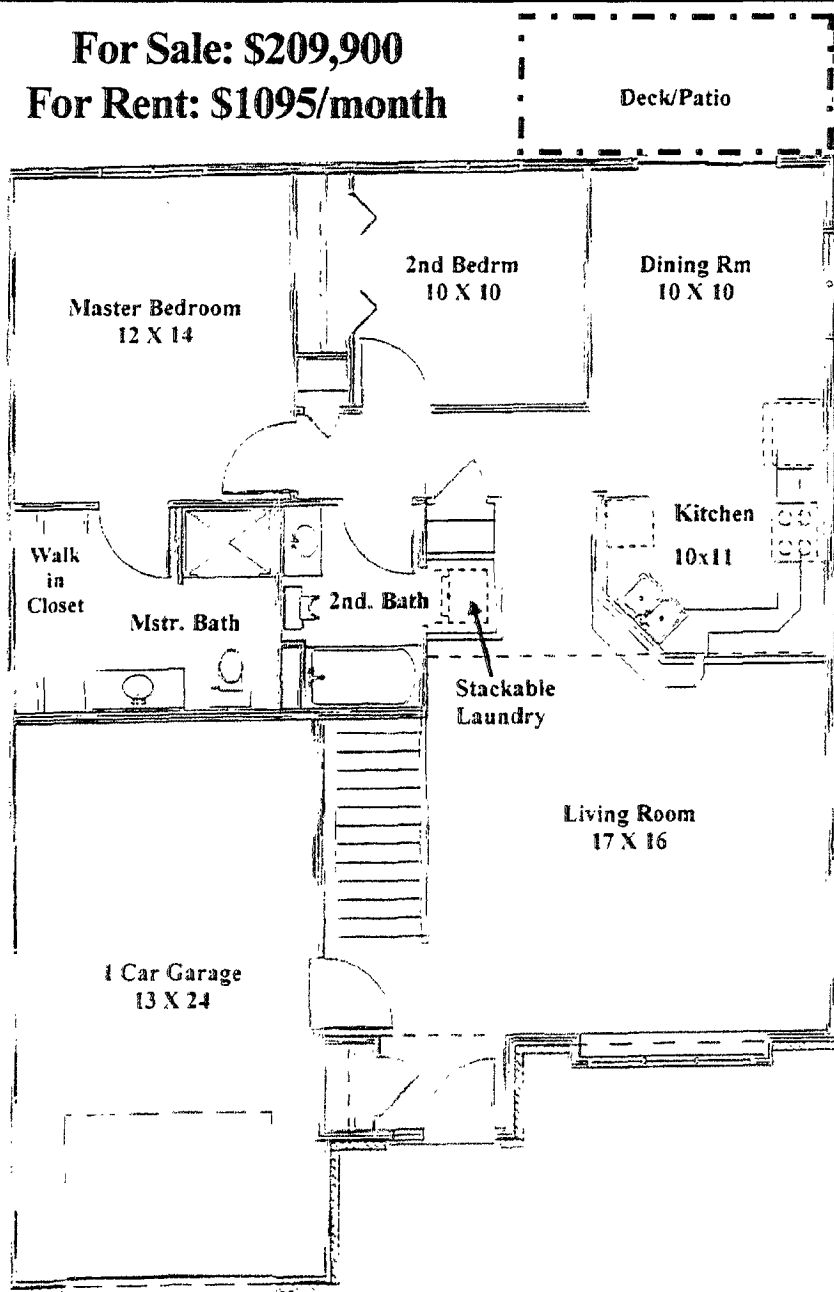 For Sale: $209,900
For Rent: $1095/month
Deck/Patio
Master Bedroom
12 X 14
2nd Bedrm
10 X 10
Dining Rm
10 X 10
Kitchen
10x11
Walk
in
Closet
Mstr. Bath
2nd. Bath
Stackable
Laundry
Living Room
17 X 16
1 Car Garage
13 X 24